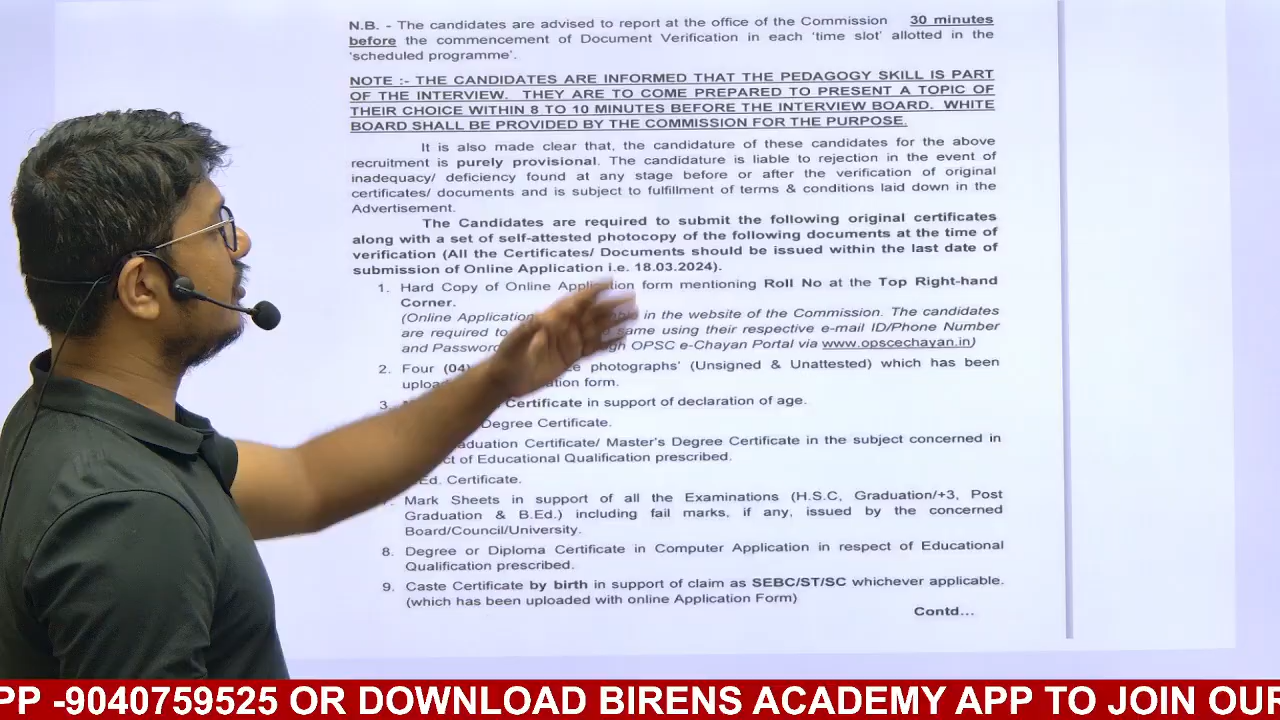 N.B. - The candidates are advised to report at the office of the Commission 30 minutes
before the commencement of Document Verification in each 'time slot' allotted in the
'scheduled programme'.
NOTE :- THE CANDIDATES ARE INFORMED THAT THE PEDAGOGY SKILL IS PART
OF THE INTERVIEW. THEY ARE TO COME PREPARED TO PRESENT A TOPIC OF
THEIR CHOICE WITHIN 8 TO 10 MINUTES BEFORE THE INTERVIEW BOARD. WHITE
BOARD SHALL BE PROVIDED BY THE COMMISSION FOR THE PURPOSE.
It is also made clear that, the candidature of these candidates for the above
recruitment is purely provisional. The candidature is liable to rejection in the event of
inadequacy/ deficiency found at any stage before or after the verification of original
certificates/ documents and is subject to fulfillment of terms & conditions laid down in the
Advertisement.
The Candidates are required to submit the following original certificates
along with a set of self-attested photocopy of the following documents at the time of
verification (All the Certificates/ Documents should be issued within the last date of
submission of Online Application i.e. 18.03.2024).
1. Hard Copy of Online Application form mentioning Roll No at the Top Right-hand
Corner.
(Online Application in the website of the Commission. The candidates
are required to same using their respective e-mail ID/Phone Number
and Password OPSC e-Chayan Portal via www.opscechayan.in)
2. Four (04) photographs' (Unsigned & Unattested) which has been
form.
3. Certificate in support of declaration of age.
Degree Certificate.
Certificate/ Master's Degree Certificate in the subject concerned in
of Educational Qualification prescribed.
Ed. Certificate.
Mark Sheets in support of all the Examinations (H.S.C, Graduation/+3, Post
Graduation & B.Ed.) including fail marks, if any, issued by the concerned
Board/Council/University.
8. Degree or Diploma Certificate in Computer Application in respect of Educational
Qualification prescribed.
9. Caste Certificate by birth in support of claim as SEBC/ST/SC whichever applicable.
(which has been uploaded with online Application Form)
Contd...
PP -9040759525 OR DOWNLOAD BIRENS ACADEMY APP TO JOIN OUR